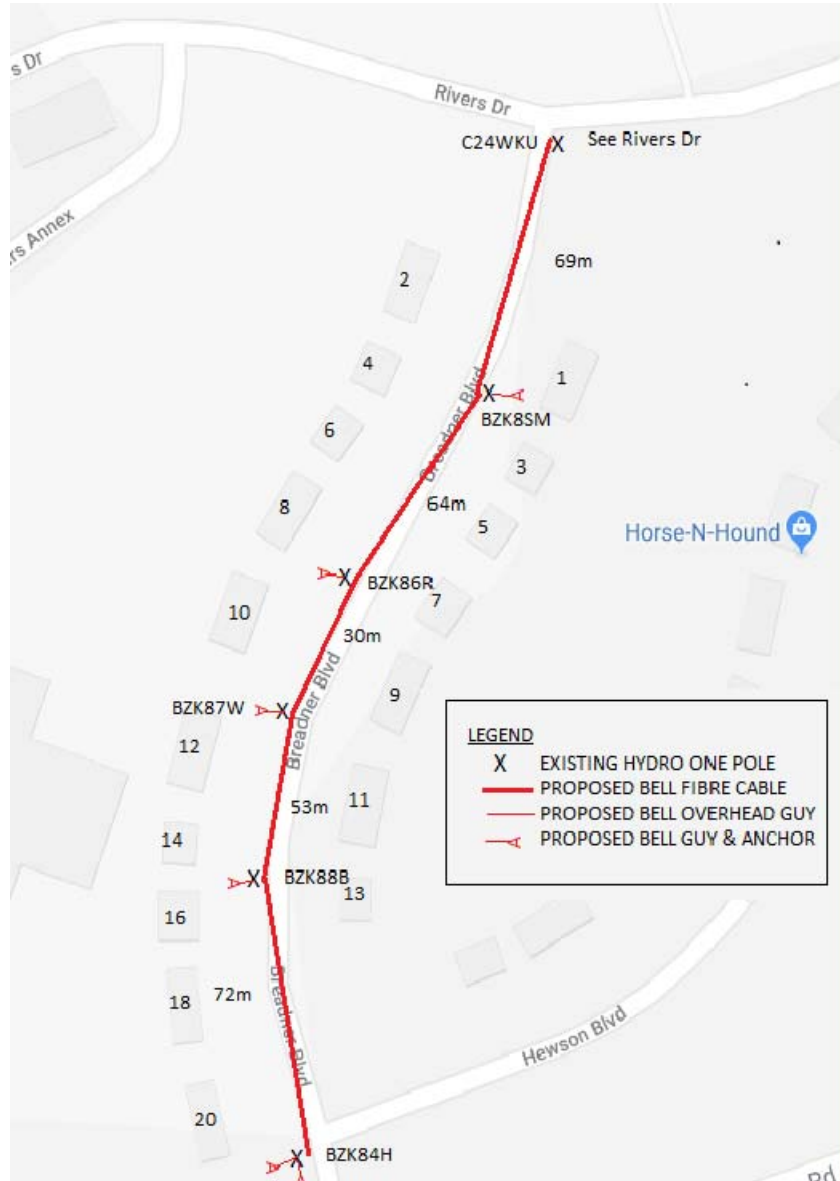 s Dr
Rivers Dr
C24WKU
See Rivers Dr
rs Annex
69m
2
4
1
BZK8SM
Breadner Blvd
6
3
64m
8
5
Horse-N-Hound
BZK86R
10
7
30m
9
BZK87W
Breadner Blvd
12
LEGEND
X EXISTING HYDRO ONE POLE
PROPOSED BELL FIBRE CABLE
PROPOSED BELL OVERHEAD GUY
PROPOSED BELL GUY & ANCHOR
53m
11
14
BZK88B
13
16
18
72m
Breadner Blvd
Hewson Blvd
20
BZK84H
Rd